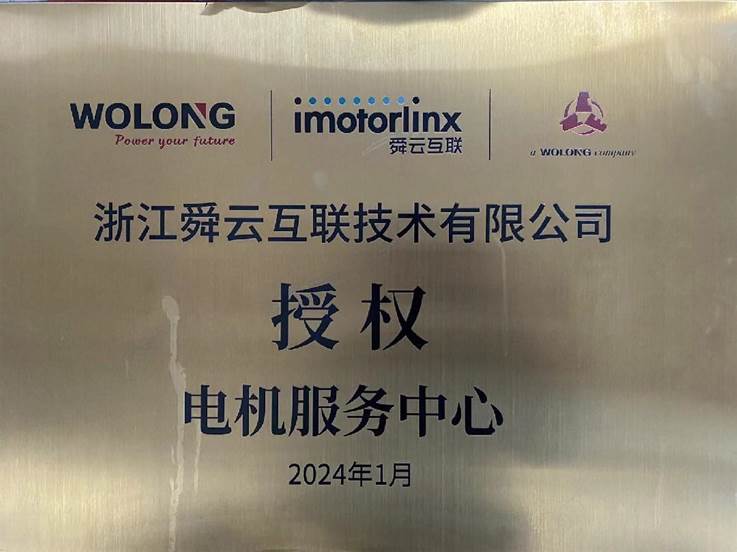 WOLONG
Power your future
imotorlinx
舜云互联
a WOLONG company
浙江舜云互联技术有限公司
授权
电机服务中心
2024年1月